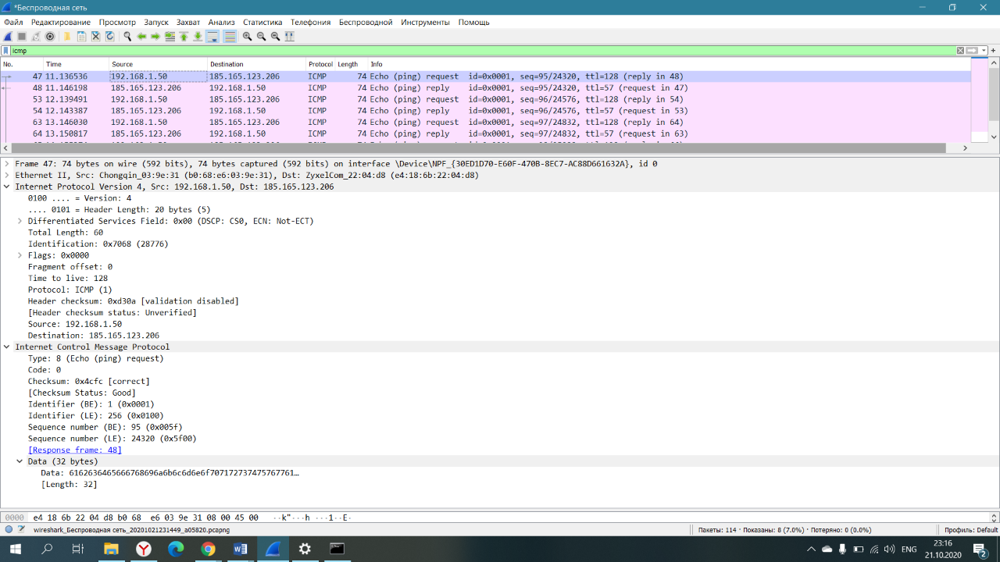 *Беспроводная сеть
Файл Редактирование Просмотр Запуск Захват Анализ Статистика Телефония Беспроводной Инструменты Помощь
icmp
No. Time Source Destination Protocol Length Info
47 11.136536 192.168.1.50 185.165.123.206 ICMP 74 Echo (ping) request id=0x0001, seq=95/24320, ttl=128 (reply in 48)
48 11.146198 185.165.123.206 192.168.1.50 ICMP 74 Echo (ping) reply id=0x0001, seq=95/24320, ttl=57 (request in 47)
53 12.139491 192.168.1.50 185.165.123.206 ICMP 74 Echo (ping) request id=0x0001, seq=96/24576, ttl=128 (reply in 54)
54 12.143387 185.165.123.206 192.168.1.50 ICMP 74 Echo (ping) reply id=0x0001, seq=96/24576, ttl=57 (request in 53)
63 13.146030 192.168.1.50 185.165.123.206 ICMP 74 Echo (ping) request id=0x0001, seq=97/24832, ttl=128 (reply in 64)
64 13.150817 185.165.123.206 192.168.1.50 ICMP 74 Echo (ping) reply id=0x0001, seq=97/24832, ttl=57 (request in 63)
Frame 47: 74 bytes on wire (592 bits), 74 bytes captured (592 bits) on interface \Device\NPF_{30ED1D70-E60F-470B-8EC7-AC88D661632A}, id 0
Ethernet II, Src: Chongqin_03:9e:31 (b0:68:e6:03:9e:31), Dst: ZyxelCom_22:04:d8 (e4:18:6b:22:04:d8)
Internet Protocol Version 4, Src: 192.168.1.50, Dst: 185.165.123.206
0100 .... = Version: 4
.... 0101 = Header Length: 20 bytes (5)
Differentiated Services Field: 0x00 (DSCP: CS0, ECN: Not-ECT)
Total Length: 60
Identification: 0x7068 (28776)
Flags: 0x0000
Fragment offset: 0
Time to live: 128
Protocol: ICMP (1)
Header checksum: 0xd30a [validation disabled]
[Header checksum status: Unverified]
Source: 192.168.1.50
Destination: 185.165.123.206
Internet Control Message Protocol
Type: 8 (Echo (ping) request)
Code: 0
Checksum: 0x4cfc [correct]
[Checksum Status: Good]
Identifier (BE): 1 (0x0001)
Identifier (LE): 256 (0x0100)
Sequence number (BE): 95 (0x005f)
Sequence number (LE): 24320 (0x5f00)
[Response frame: 48]
Data (32 bytes)
Data: 6162636465666768696a6b6c6d6e6f707172737475767761…
[Length: 32]
0000 e4 18 6b 22 04 d8 b0 68 e6 03 9e 31 08 00 45 00 ··k"···h ···1··E·
wireshark_Беспроводная сеть_20201021231449_a05820.pcapng
Пакеты: 114 · Показаны: 8 (7.0%) · Потеряно: 0 (0.0%)
Профиль: Default
ENG
23:16
21.10.2020
2